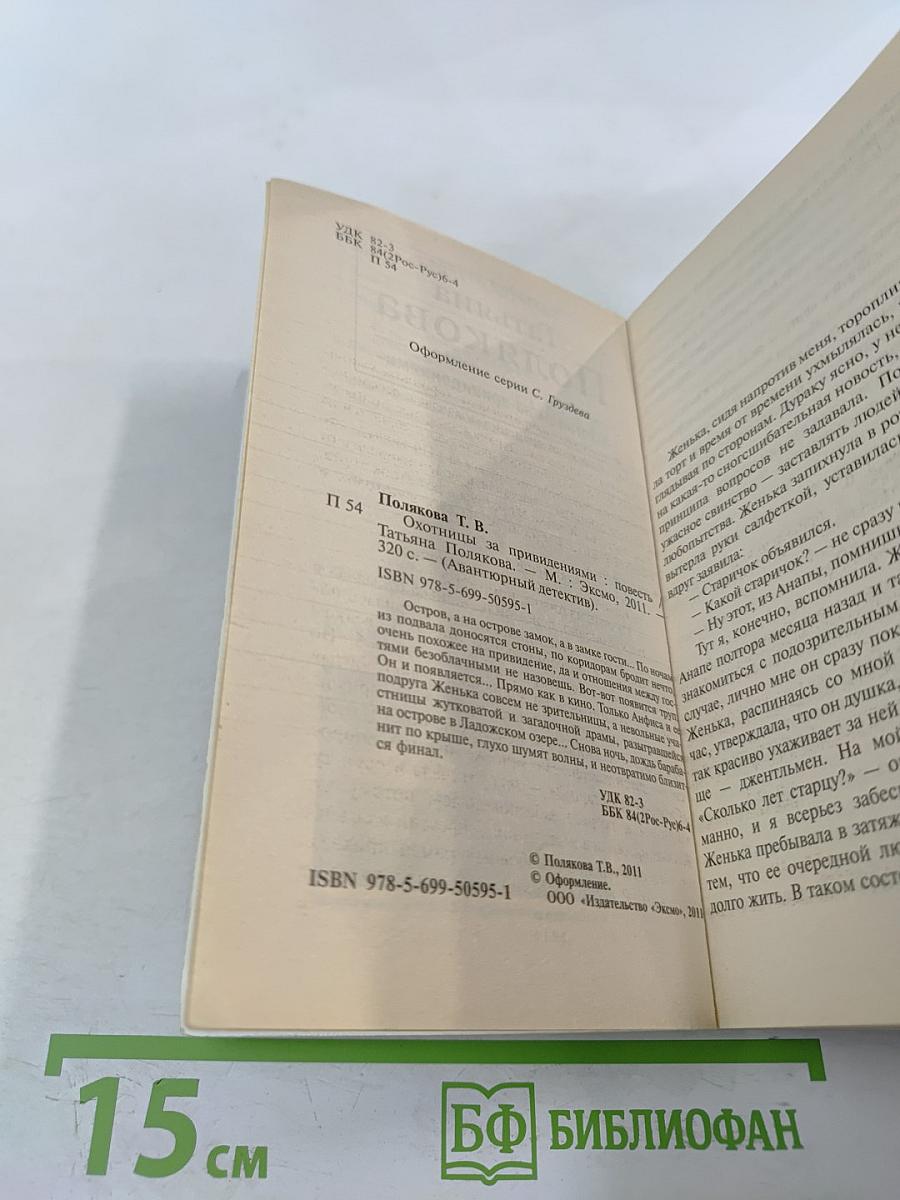 УДК 82-3
ББК 84(2Рос-Рус)6-4
П 54
Оформление серии С. Груздева
Полякова Т. В.
П 54 Охотницы за привидениями : повесть /
Татьяна Полякова. — М. : Эксмо, 2011. —
320 с. — (Авантюрный детектив).
ISBN 978-5-699-50595-1
Остров, а на острове замок, а в замке гости... По ночам
из подвала доносятся стоны, по коридорам бродит нечто,
очень похожее на привидение, да и отношения между гос-
тями безоблачными не назовешь. Вот-вот появится труп.
Он и появляется... Прямо как в кино. Только Анфиса и ее
подруга Женька совсем не зрительницы, а невольные уча-
стницы жутковатой и загадочной драмы, разыгравшейся
на острове в Ладожском озере... Снова ночь, дождь бараба-
нит по крыше, глухо шумят волны, и неотвратимо близит-
ся финал.
УДК 82-3
ББК 84(2Рос-Рус)6-4
© Полякова Т.В., 2011
© Оформление.
ООО «Издательство «Эксмо», 2011
ISBN 978-5-699-50595-1
Женька, сидя напротив меня, торопли
ла торт и время от времени ухмылялась,
глядывая по сторонам. Дураку ясно, у не
на какая-то сногсшибательная новость,
принципа вопросов не задавала. По
ужасное свинство — заставлять людей
любопытства. Женька запихнула в ро
вытерла руки салфеткой, уставилас
вдруг заявила:
— Старичок объявился.
— Какой старичок? — не сразу
— Ну этот, из Анапы, помниш
Тут я, конечно, вспомнила. Ж
Анапе полтора месяца назад и та
знакомиться с подозрительным
случае, лично мне он сразу пок
Женька, распинаясь со мной
час, утверждала, что он душка,
так красиво ухаживает за ней
ще — джентльмен. На мой
«Сколько лет старцу?» — о
манно, и я всерьез забес
Женька пребывала в затяж
тем, что ее очередной лю
долго жить. В таком сост
15 см
БФ БИБЛИОФАН